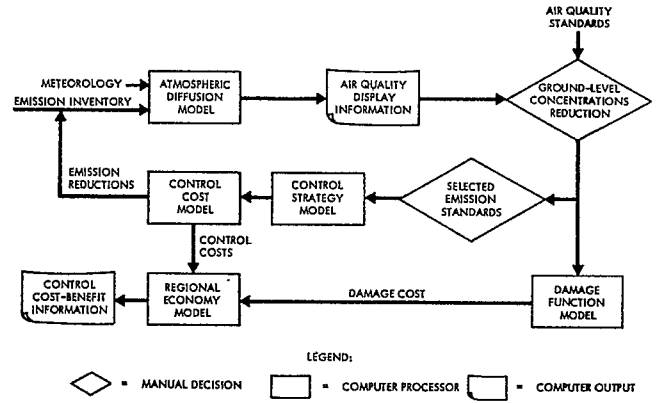 AIR QUALITY
STANDARDS
METEOROLOGY
EMISSION INVENTORY
ATMOSPHERIC
DIFFUSION
MODEL
AIR QUALITY
DISPLAY
INFORMATION
GROUND-LEVEL
CONCENTRATIONS
REDUCTION
EMISSION
REDUCTIONS
CONTROL
COST
MODEL
CONTROL
STRATEGY
MODEL
SELECTED
EMISSION
STANDARDS
CONTROL
COSTS
CONTROL
COST-BENEFIT
INFORMATION
REGIONAL
ECONOMY
MODEL
DAMAGE COST
DAMAGE
FUNCTION
MODEL
LEGEND:
= MANUAL DECISION
= COMPUTER PROCESSOR
= COMPUTER OUTPUT